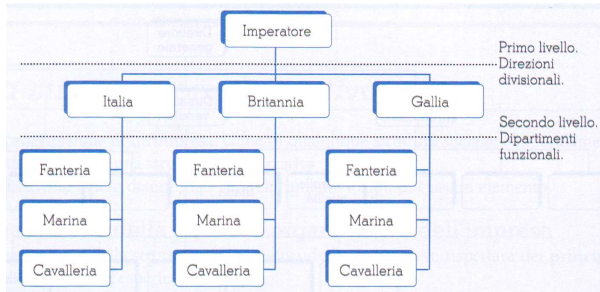 Imperatore
Primo livello.
Direzioni
divisionali.
Italia
Britannia
Gallia
Secondo livello.
Dipartimenti
funzionali.
Fanteria
Fanteria
Fanteria
Marina
Marina
Marina
Cavalleria
Cavalleria
Cavalleria